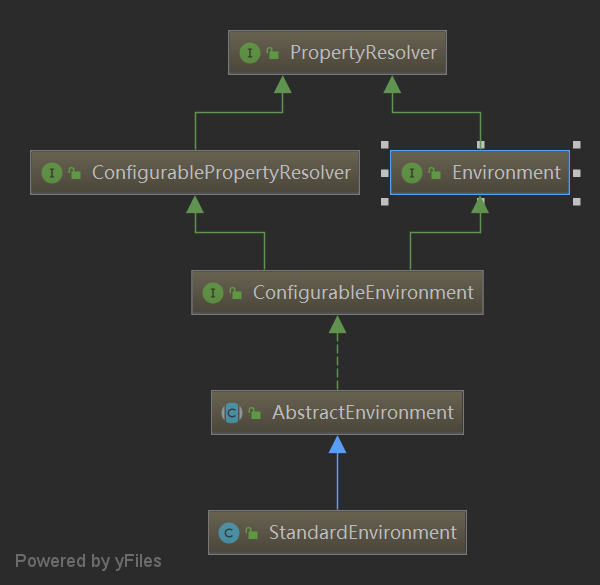 I PropertyResolver
I ConfigurablePropertyResolver
I Environment
I ConfigurableEnvironment
C AbstractEnvironment
C StandardEnvironment
Powered by yFiles